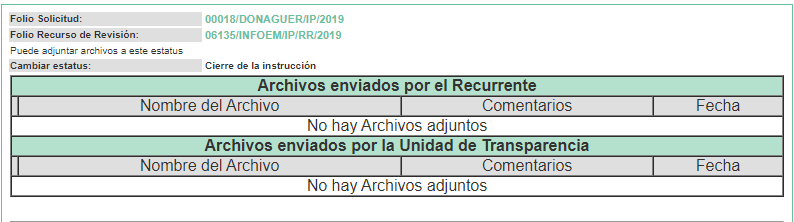 Folio Solicitud: 00018/DONAGUER/IP/2019
Folio Recurso de Revisión: 06135/INFOEM/IP/RR/2019
Puede adjuntar archivos a este estatus
Cambiar estatus: Cierre de la instrucción
Archivos enviados por el Recurrente
Nombre del Archivo Comentarios Fecha
No hay Archivos adjuntos
Archivos enviados por la Unidad de Transparencia
Nombre del Archivo Comentarios Fecha
No hay Archivos adjuntos